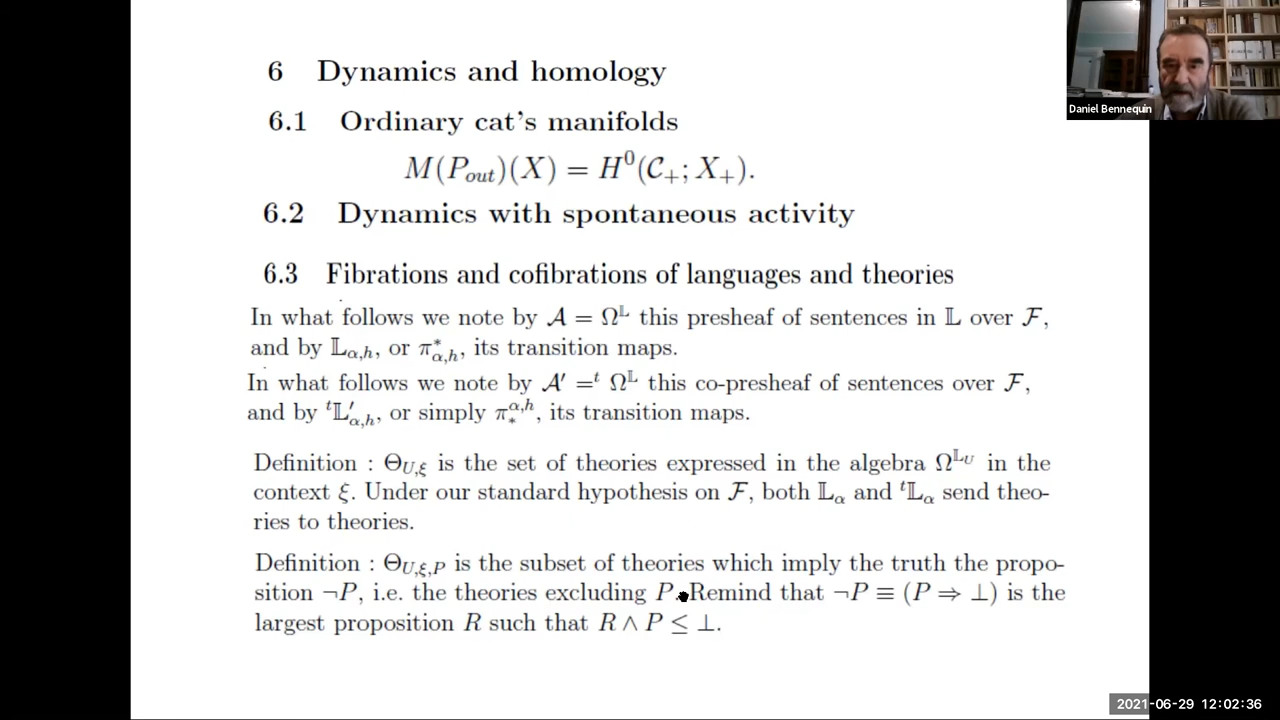 6 Dynamics and homology
6.1 Ordinary cat's manifolds
M(P_{out})(X) = H^0(𝒞_+; X_+).
6.2 Dynamics with spontaneous activity
6.3 Fibrations and cofibrations of languages and theories
In what follows we note by 𝒜 = Ω^𝕃 this presheaf of sentences in 𝕃 over ℱ,
and by 𝕃_{α,h}, or π^*_{α,h}, its transition maps.
In what follows we note by 𝒜′ =^t Ω^𝕃 this co-presheaf of sentences over ℱ,
and by ^t𝕃′_{α,h}, or simply π_*^{α,h}, its transition maps.
Definition : Θ_{U,ξ} is the set of theories expressed in the algebra Ω^{𝕃_U} in the
context ξ. Under our standard hypothesis on ℱ, both 𝕃_α and ^t𝕃_α send theo-
ries to theories.
Definition : Θ_{U,ξ,P} is the subset of theories which imply the truth the propo-
sition ¬P, i.e. the theories excluding P. Remind that ¬P ≡ (P ⇒ ⊥) is the
largest proposition R such that R ∧ P ≤ ⊥.
Daniel Bennequin
2021-06-29 12:02:36